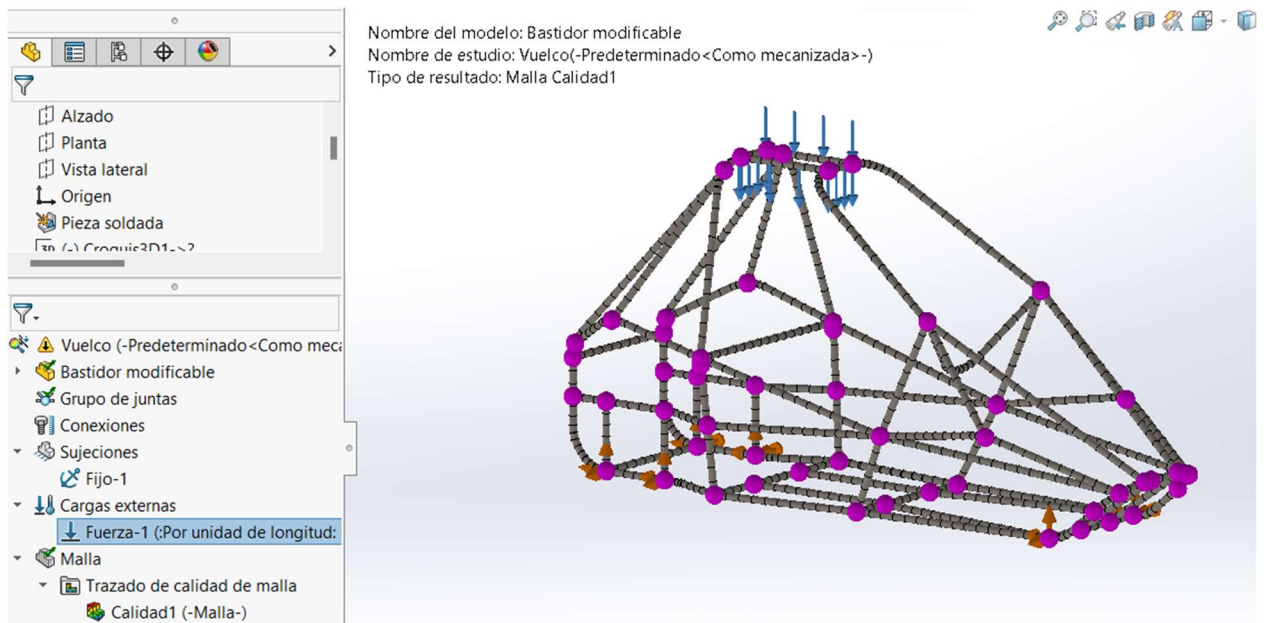 Nombre del modelo: Bastidor modificable
Nombre de estudio: Vuelco(-Predeterminado<Como mecanizada>-)
Tipo de resultado: Malla Calidad1
Alzado
Planta
Vista lateral
Origen
Pieza soldada
3D (-) Croquis3D1->?
Vuelco (-Predeterminado<Como meca
Bastidor modificable
Grupo de juntas
Conexiones
Sujeciones
Fijo-1
Cargas externas
Fuerza-1 (:Por unidad de longitud:
Malla
Trazado de calidad de malla
Calidad1 (-Malla-)